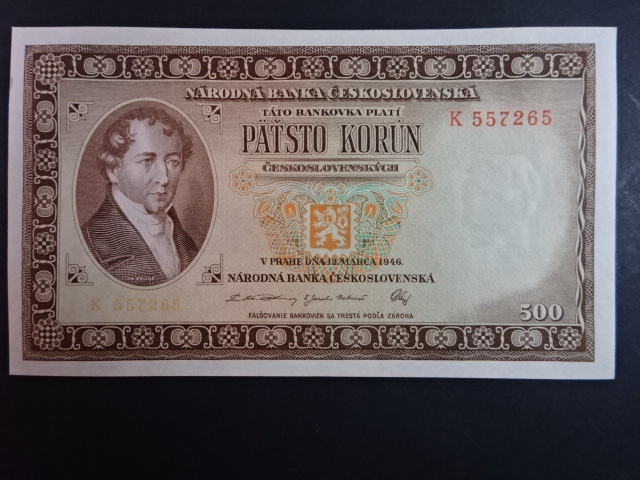 NÁRODNÁ BANKA ČESKOSLOVENSKÁ
TÁTO BANKOVKA PLATÍ
PÄŤSTO KORÚN
ČESKOSLOVENSKÝCH
K 557265
V PRAHE DŇA 12. MARCA 1946.
NÁRODNÁ BANKA ČESKOSLOVENSKÁ
K 557265
500
FALŠOVANIE BANKOVIEK SA TRESTÁ PODĽA ZÁKONA